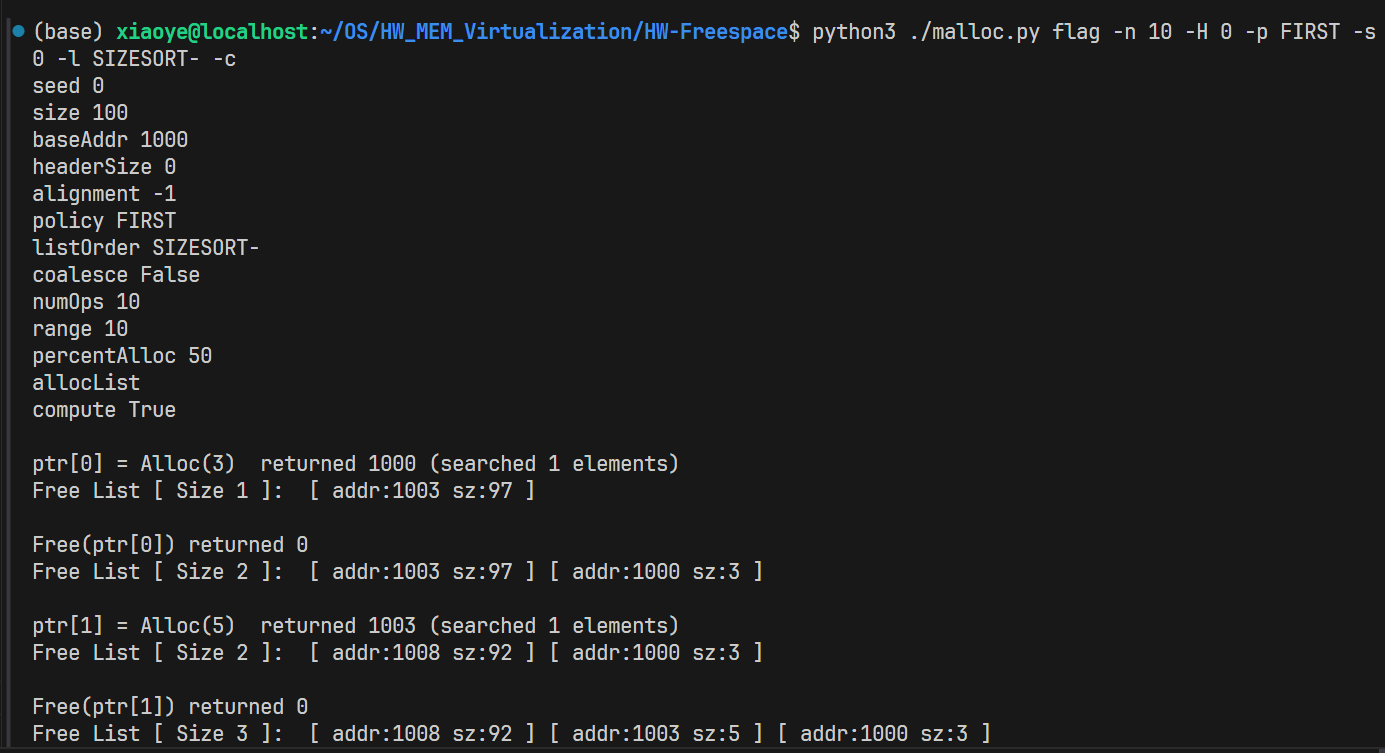 (base) xiaoye@localhost:~/OS/HW_MEM_Virtualization/HW-Freespace$ python3 ./malloc.py flag -n 10 -H 0 -p FIRST -s
0 -l SIZESORT- -c
seed 0
size 100
baseAddr 1000
headerSize 0
alignment -1
policy FIRST
listOrder SIZESORT-
coalesce False
numOps 10
range 10
percentAlloc 50
allocList
compute True
ptr[0] = Alloc(3)  returned 1000 (searched 1 elements)
Free List [ Size 1 ]:  [ addr:1003 sz:97 ]
Free(ptr[0]) returned 0
Free List [ Size 2 ]:  [ addr:1003 sz:97 ] [ addr:1000 sz:3 ]
ptr[1] = Alloc(5)  returned 1003 (searched 1 elements)
Free List [ Size 2 ]:  [ addr:1008 sz:92 ] [ addr:1000 sz:3 ]
Free(ptr[1]) returned 0
Free List [ Size 3 ]:  [ addr:1008 sz:92 ] [ addr:1003 sz:5 ] [ addr:1000 sz:3 ]